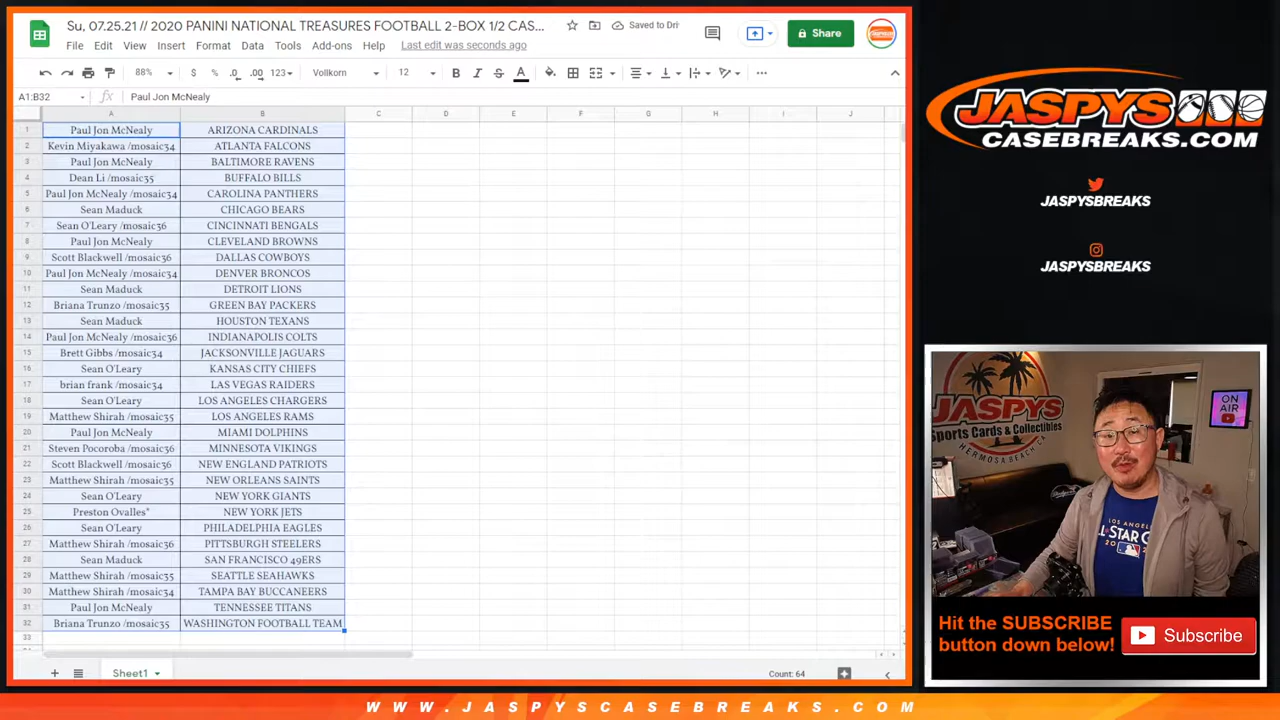 Su, 07.25.21 // 2020 PANINI NATIONAL TREASURES FOOTBALL 2-BOX 1/2 CAS...
Saved to Dri
Share
File Edit View Insert Format Data Tools Add-ons Help Last edit was seconds ago
88% $ % .0 .00 123 Vollkorn 12 B I S A
A1:B32 fx Paul Jon McNealy
A B C D E F G H I J
1 Paul Jon McNealy ARIZONA CARDINALS
2 Kevin Miyakawa /mosaic34 ATLANTA FALCONS
3 Paul Jon McNealy BALTIMORE RAVENS
4 Dean Li /mosaic35 BUFFALO BILLS
5 Paul Jon McNealy /mosaic34 CAROLINA PANTHERS
6 Sean Maduck CHICAGO BEARS
7 Sean O'Leary /mosaic36 CINCINNATI BENGALS
8 Paul Jon McNealy CLEVELAND BROWNS
9 Scott Blackwell /mosaic36 DALLAS COWBOYS
10 Paul Jon McNealy /mosaic34 DENVER BRONCOS
11 Sean Maduck DETROIT LIONS
12 Briana Trunzo /mosaic35 GREEN BAY PACKERS
13 Sean Maduck HOUSTON TEXANS
14 Paul Jon McNealy /mosaic36 INDIANAPOLIS COLTS
15 Brett Gibbs /mosaic34 JACKSONVILLE JAGUARS
16 Sean O'Leary KANSAS CITY CHIEFS
17 brian frank /mosaic34 LAS VEGAS RAIDERS
18 Sean O'Leary LOS ANGELES CHARGERS
19 Matthew Shirah /mosaic35 LOS ANGELES RAMS
20 Paul Jon McNealy MIAMI DOLPHINS
21 Steven Pocoroba /mosaic36 MINNESOTA VIKINGS
22 Scott Blackwell /mosaic36 NEW ENGLAND PATRIOTS
23 Matthew Shirah /mosaic35 NEW ORLEANS SAINTS
24 Sean O'Leary NEW YORK GIANTS
25 Preston Ovalles* NEW YORK JETS
26 Sean O'Leary PHILADELPHIA EAGLES
27 Matthew Shirah /mosaic36 PITTSBURGH STEELERS
28 Sean Maduck SAN FRANCISCO 49ERS
29 Matthew Shirah /mosaic35 SEATTLE SEAHAWKS
30 Matthew Shirah /mosaic34 TAMPA BAY BUCCANEERS
31 Paul Jon McNealy TENNESSEE TITANS
32 Briana Trunzo /mosaic35 WASHINGTON FOOTBALL TEAM
33
Sheet1
Count: 64
JASPYS
CASEBREAKS.COM
JASPYSBREAKS
JASPYSBREAKS
JASPYS
Sports Cards & Collectibles
HERMOSA BEACH CA
ON AIR
LOS ANGELES
Hit the SUBSCRIBE
button down below!
Subscribe
WWW.JASPYSCASEBREAKS.COM